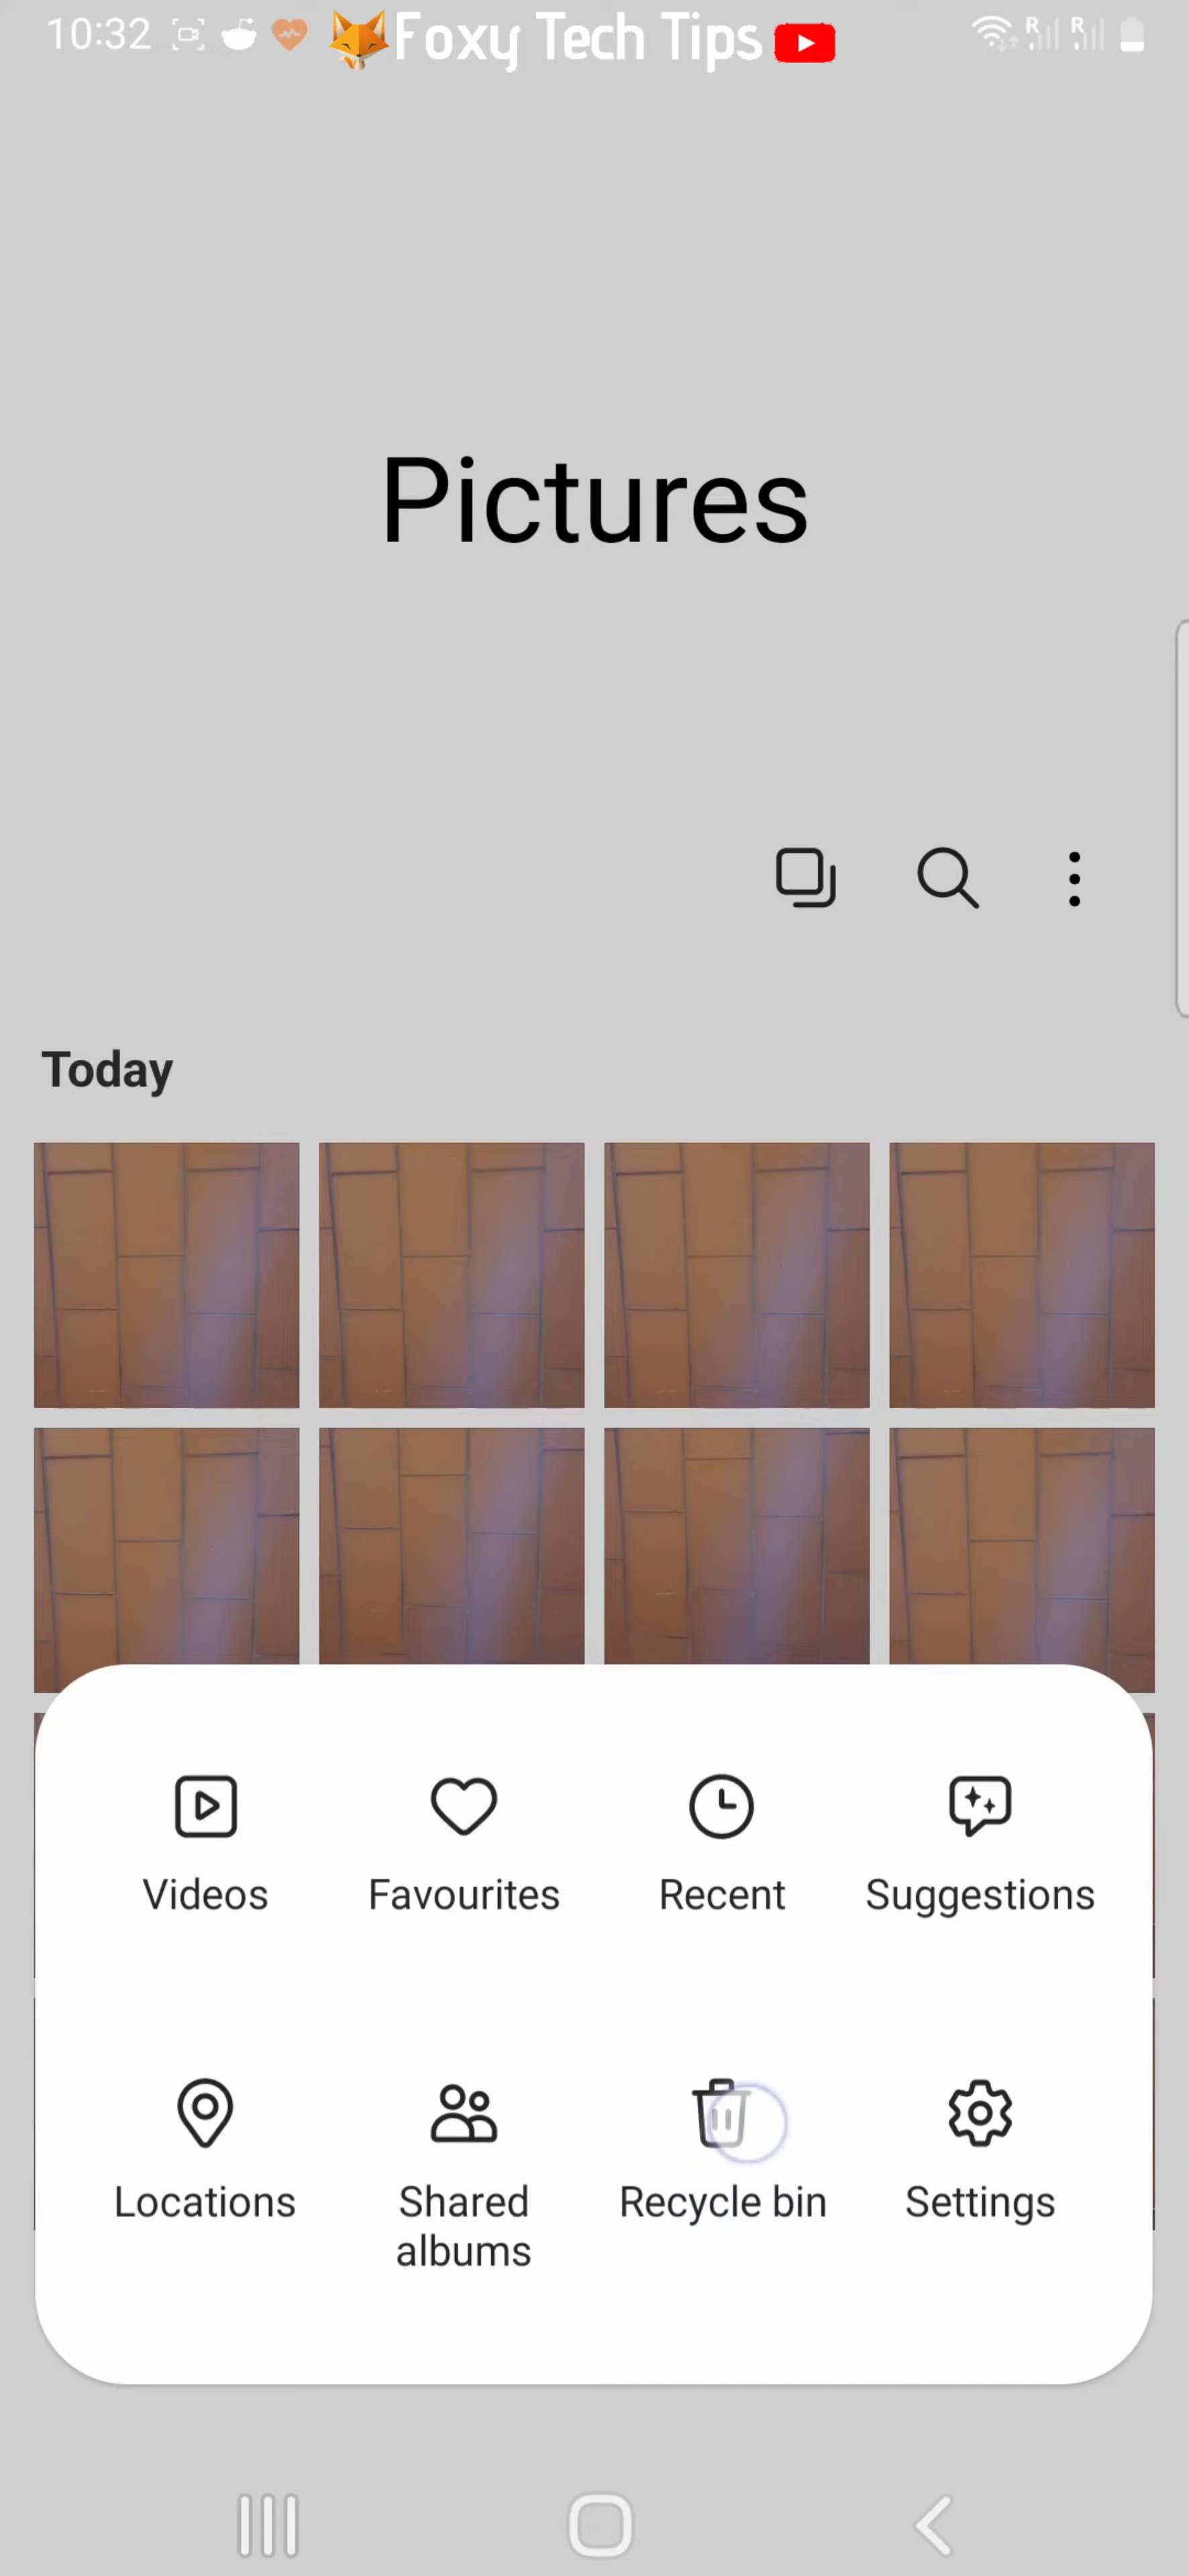 10:32 Foxy Tech Tips R R
Pictures
Today
Videos Favourites Recent Suggestions
Locations Shared albums Recycle bin Settings